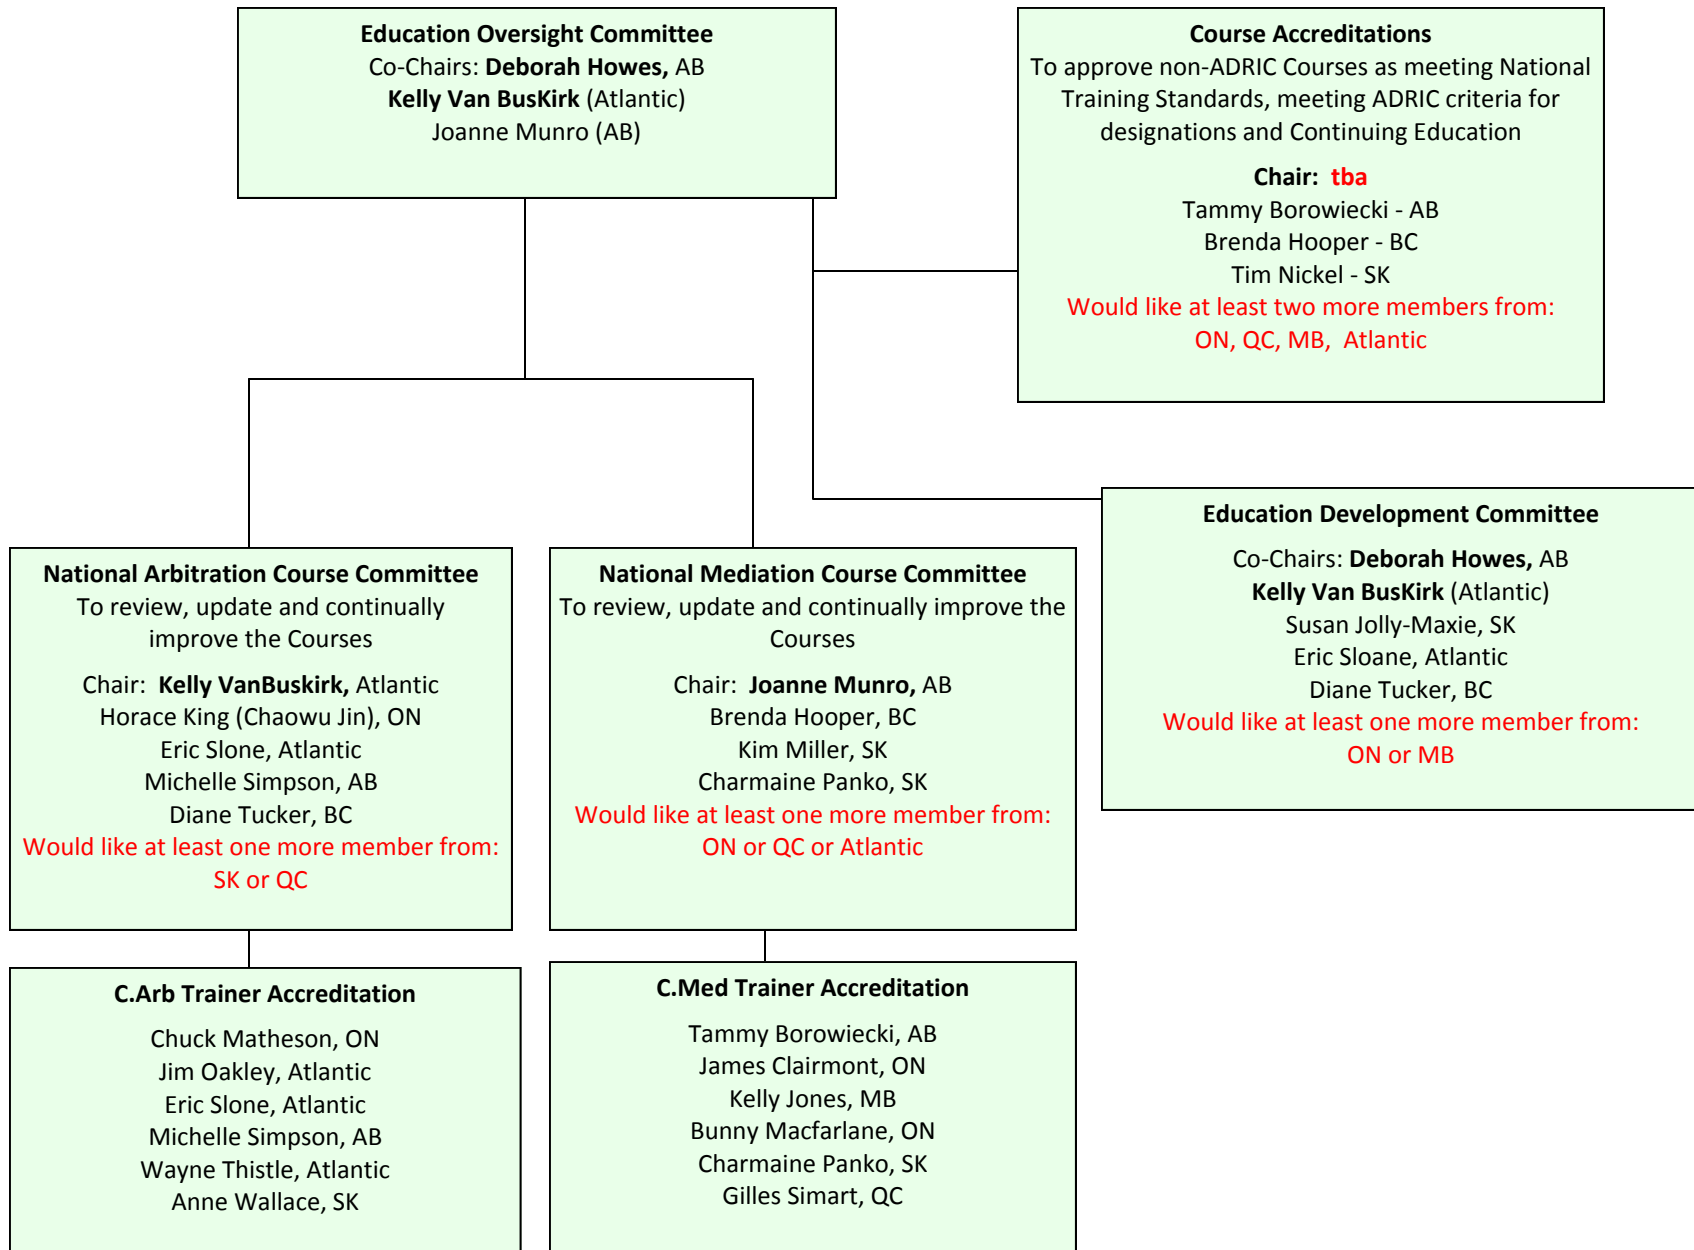 Education Oversight Committee
Co-Chairs: Deborah Howes, AB
Kelly Van BusKirk (Atlantic)
Joanne Munro (AB)
Course Accreditations
To approve non-ADRIC Courses as meeting National
Training Standards, meeting ADRIC criteria for
designations and Continuing Education
Chair: tba
Tammy Borowiecki - AB
Brenda Hooper - BC
Tim Nickel - SK
Would like at least two more members from:
ON, QC, MB, Atlantic
National Arbitration Course Committee
To review, update and continually
improve the Courses
Chair: Kelly VanBuskirk, Atlantic
Horace King (Chaowu Jin), ON
Eric Slone, Atlantic
Michelle Simpson, AB
Diane Tucker, BC
Would like at least one more member from:
SK or QC
National Mediation Course Committee
To review, update and continually improve the
Courses
Chair: Joanne Munro, AB
Brenda Hooper, BC
Kim Miller, SK
Charmaine Panko, SK
Would like at least one more member from:
ON or QC or Atlantic
Education Development Committee
Co-Chairs: Deborah Howes, AB
Kelly Van BusKirk (Atlantic)
Susan Jolly-Maxie, SK
Eric Sloane, Atlantic
Diane Tucker, BC
Would like at least one more member from:
ON or MB
C.Arb Trainer Accreditation
Chuck Matheson, ON
Jim Oakley, Atlantic
Eric Slone, Atlantic
Michelle Simpson, AB
Wayne Thistle, Atlantic
Anne Wallace, SK
C.Med Trainer Accreditation
Tammy Borowiecki, AB
James Clairmont, ON
Kelly Jones, MB
Bunny Macfarlane, ON
Charmaine Panko, SK
Gilles Simart, QC